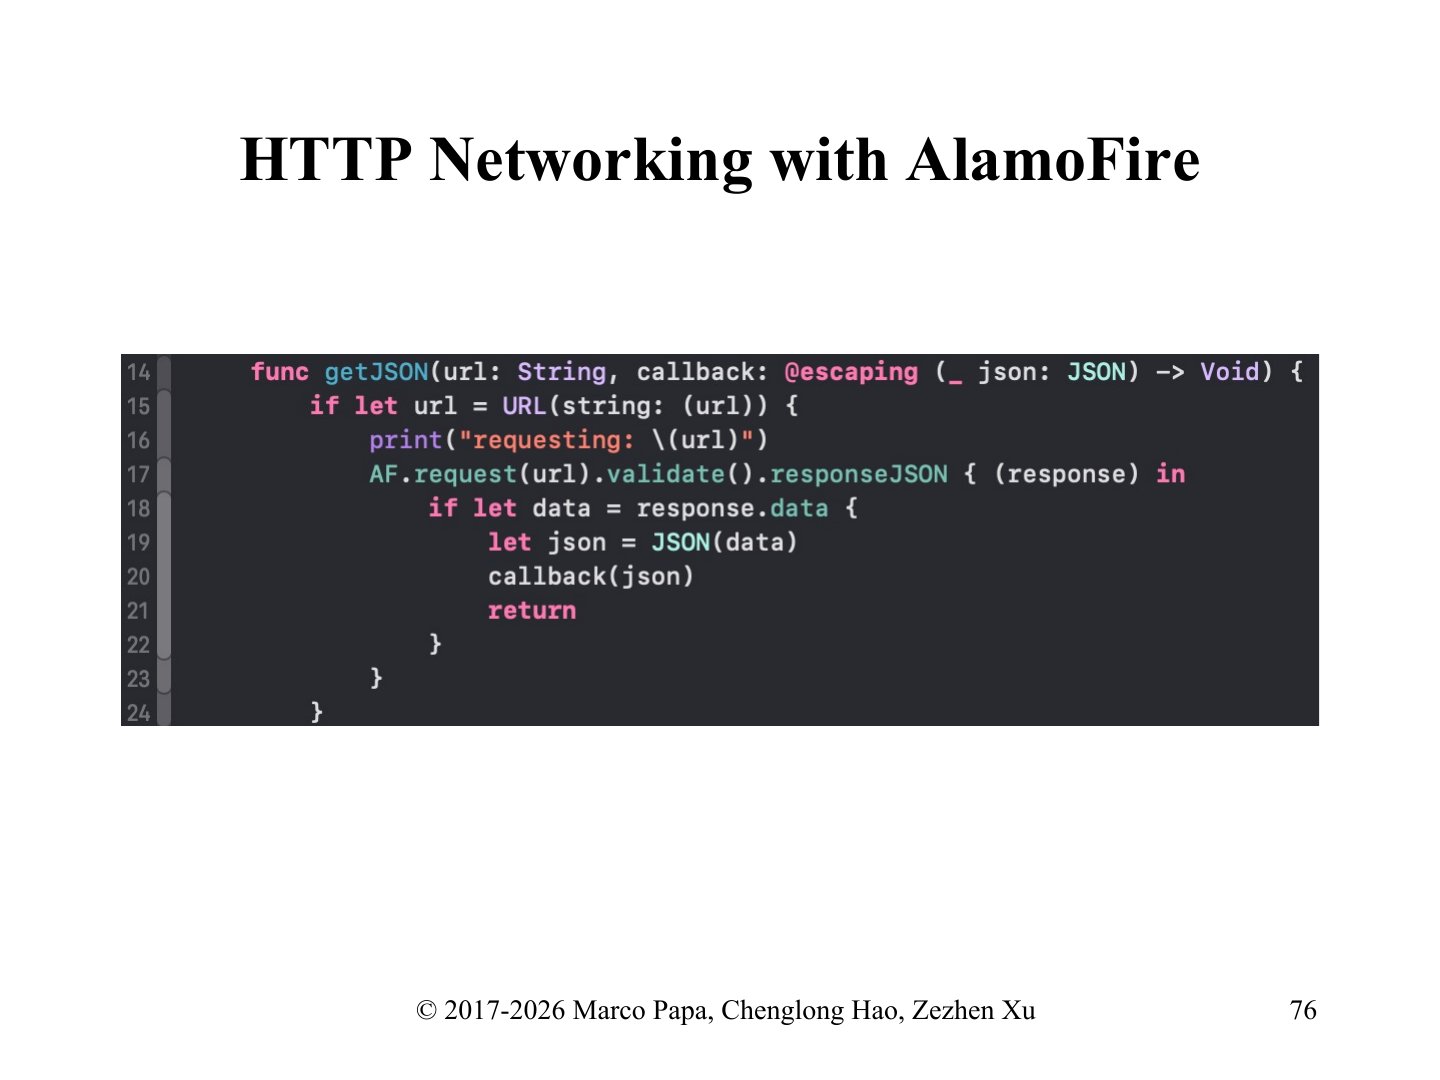 HTTP Networking with AlamoFire
14 func getJSON(url: String, callback: @escaping (_ json: JSON) -> Void) {
15 if let url = URL(string: (url)) {
16 print("requesting: \(url)")
17 AF.request(url).validate().responseJSON { (response) in
18 if let data = response.data {
19 let json = JSON(data)
20 callback(json)
21 return
22 }
23 }
24 }
© 2017-2026 Marco Papa, Chenglong Hao, Zezhen Xu 76